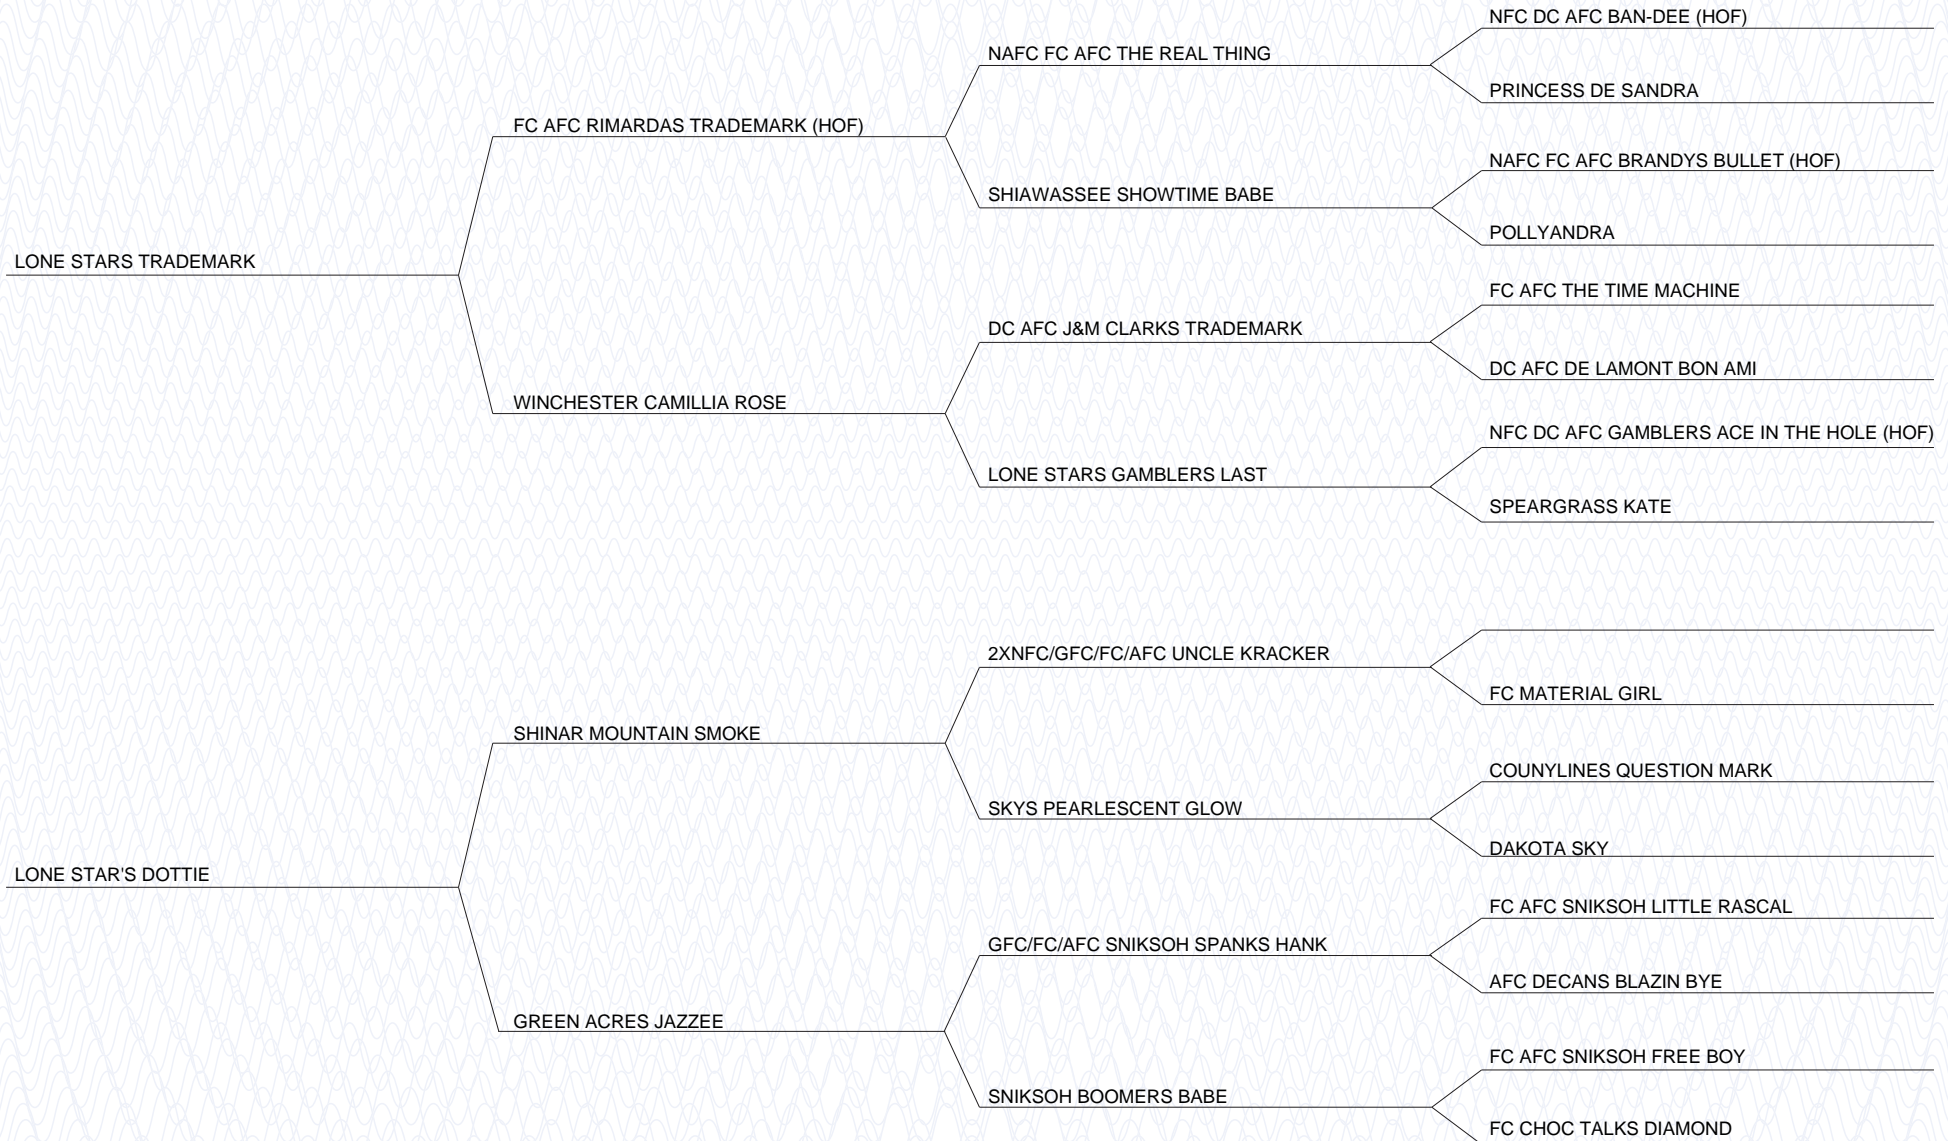 NFC DC AFC BAN-DEE (HOF)
NAFC FC AFC THE REAL THING
PRINCESS DE SANDRA
FC AFC RIMARDAS TRADEMARK (HOF)
NAFC FC AFC BRANDYS BULLET (HOF)
SHIAWASSEE SHOWTIME BABE
POLLYANDRA
LONE STARS TRADEMARK
FC AFC THE TIME MACHINE
DC AFC J&M CLARKS TRADEMARK
DC AFC DE LAMONT BON AMI
WINCHESTER CAMILLIA ROSE
NFC DC AFC GAMBLERS ACE IN THE HOLE (HOF)
LONE STARS GAMBLERS LAST
SPEARGRASS KATE
2XNFC/GFC/FC/AFC UNCLE KRACKER
FC MATERIAL GIRL
SHINAR MOUNTAIN SMOKE
COUNYLINES QUESTION MARK
SKYS PEARLESCENT GLOW
DAKOTA SKY
LONE STAR'S DOTTIE
FC AFC SNIKSOH LITTLE RASCAL
GFC/FC/AFC SNIKSOH SPANKS HANK
AFC DECANS BLAZIN BYE
GREEN ACRES JAZZEE
FC AFC SNIKSOH FREE BOY
SNIKSOH BOOMERS BABE
FC CHOC TALKS DIAMOND